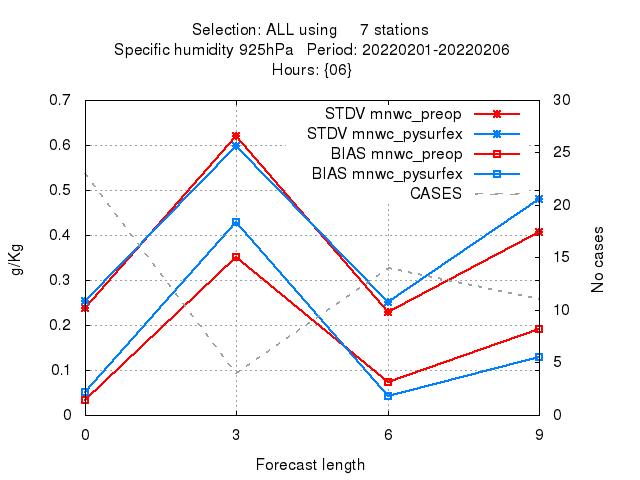 Selection: ALL using 7 stations
Specific humidity 925hPa Period: 20220201-20220206
Hours: {06}
0.7
0.6
0.5
0.4
0.3
0.2
0.1
0
g/Kg
STDV mnwc_preop
STDV mnwc_pysurfex
BIAS mnwc_preop
BIAS mnwc_pysurfex
CASES
30
25
20
15
10
5
0
No cases
0 3 6 9
Forecast length